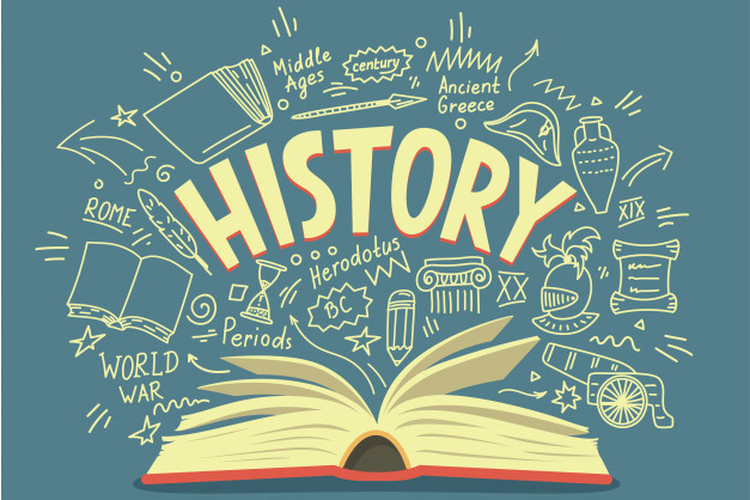 Middle
Ages
century
Ancient
Greece
HISTORY
ROME
XIX
Herodotus
BC
XX
Periods
WORLD
WAR